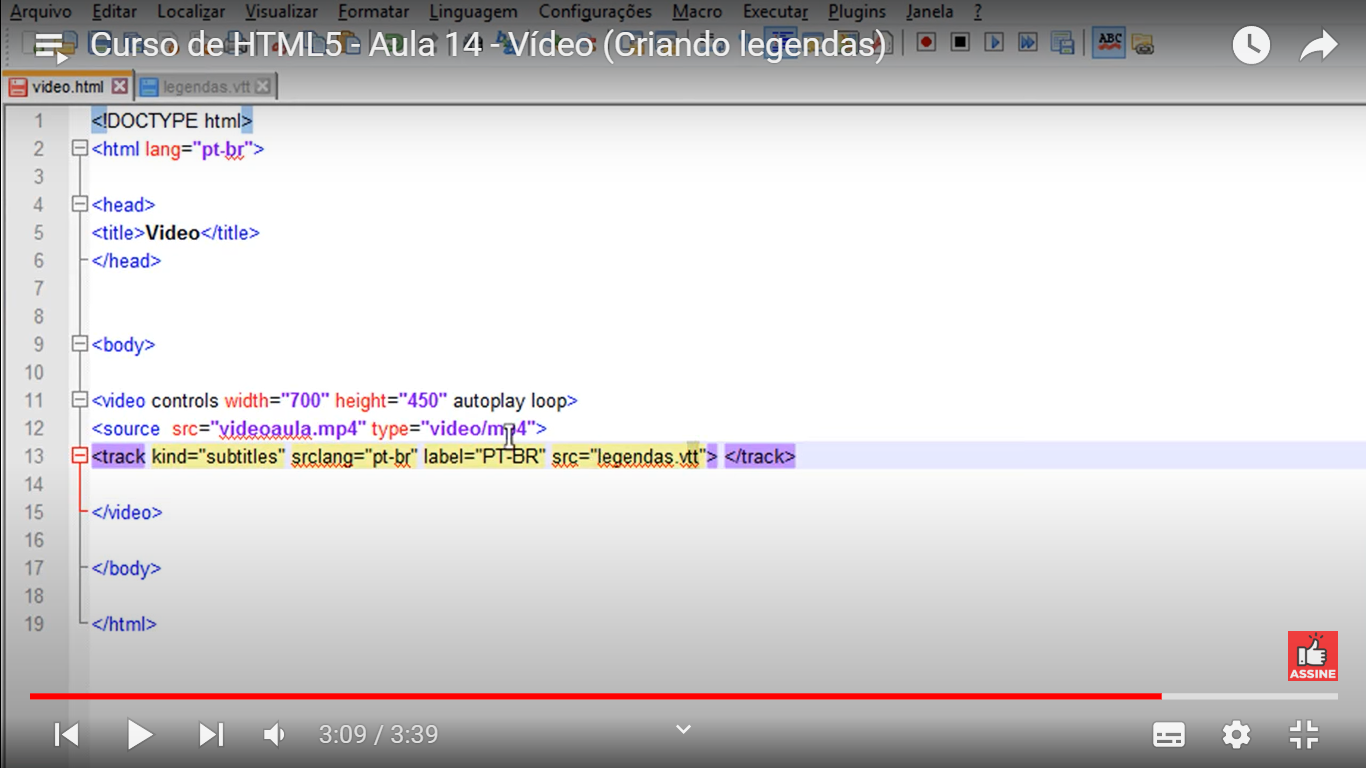 Arquivo Editar Localizar Visualizar Formatar Linguagem Configurações Macro Executar Plugins Janela ?
Curso de HTML5 - Aula 14 - Vídeo (Criando legendas)
ABC
video.html legendas.vtt
1 <!DOCTYPE html>
2 <html lang="pt-br">
3
4 <head>
5 <title>Video</title>
6 </head>
7
8
9 <body>
10
11 <video controls width="700" height="450" autoplay loop>
12 <source src="videoaula.mp4" type="video/mp4">
13 <track kind="subtitles" srclang="pt-br" label="PT-BR" src="legendas.vtt"> </track>
14
15 </video>
16
17 </body>
18
19 </html>
ASSINE
3:09 / 3:39